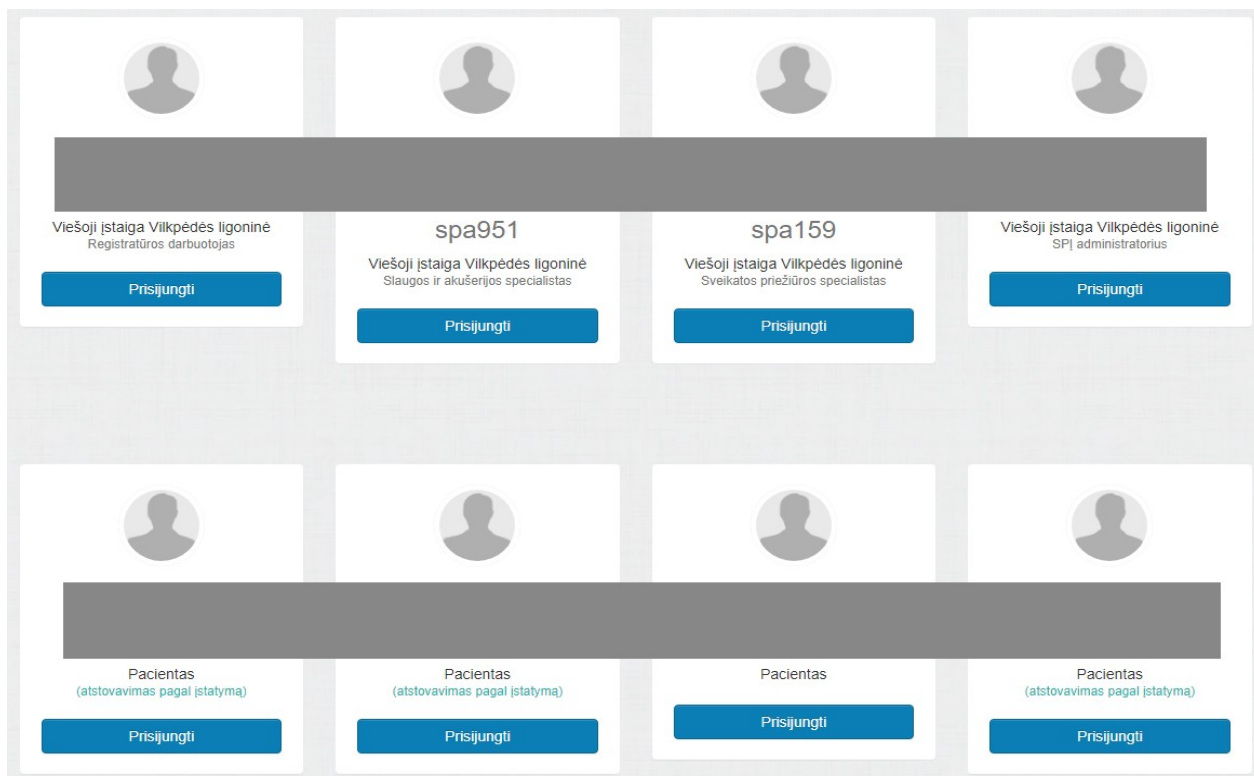 Viešoji įstaiga Vilkpėdės ligoninė
Registratūros darbuotojas
Prisijungti
spa951
Viešoji įstaiga Vilkpėdės ligoninė
Slaugos ir akušerijos specialistas
Prisijungti
spa159
Viešoji įstaiga Vilkpėdės ligoninė
Sveikatos priežiūros specialistas
Prisijungti
Viešoji įstaiga Vilkpėdės ligoninė
SPĮ administratorius
Prisijungti
Pacientas
(atstovavimas pagal įstatymą)
Prisijungti
Pacientas
(atstovavimas pagal įstatymą)
Prisijungti
Pacientas
Prisijungti
Pacientas
(atstovavimas pagal įstatymą)
Prisijungti